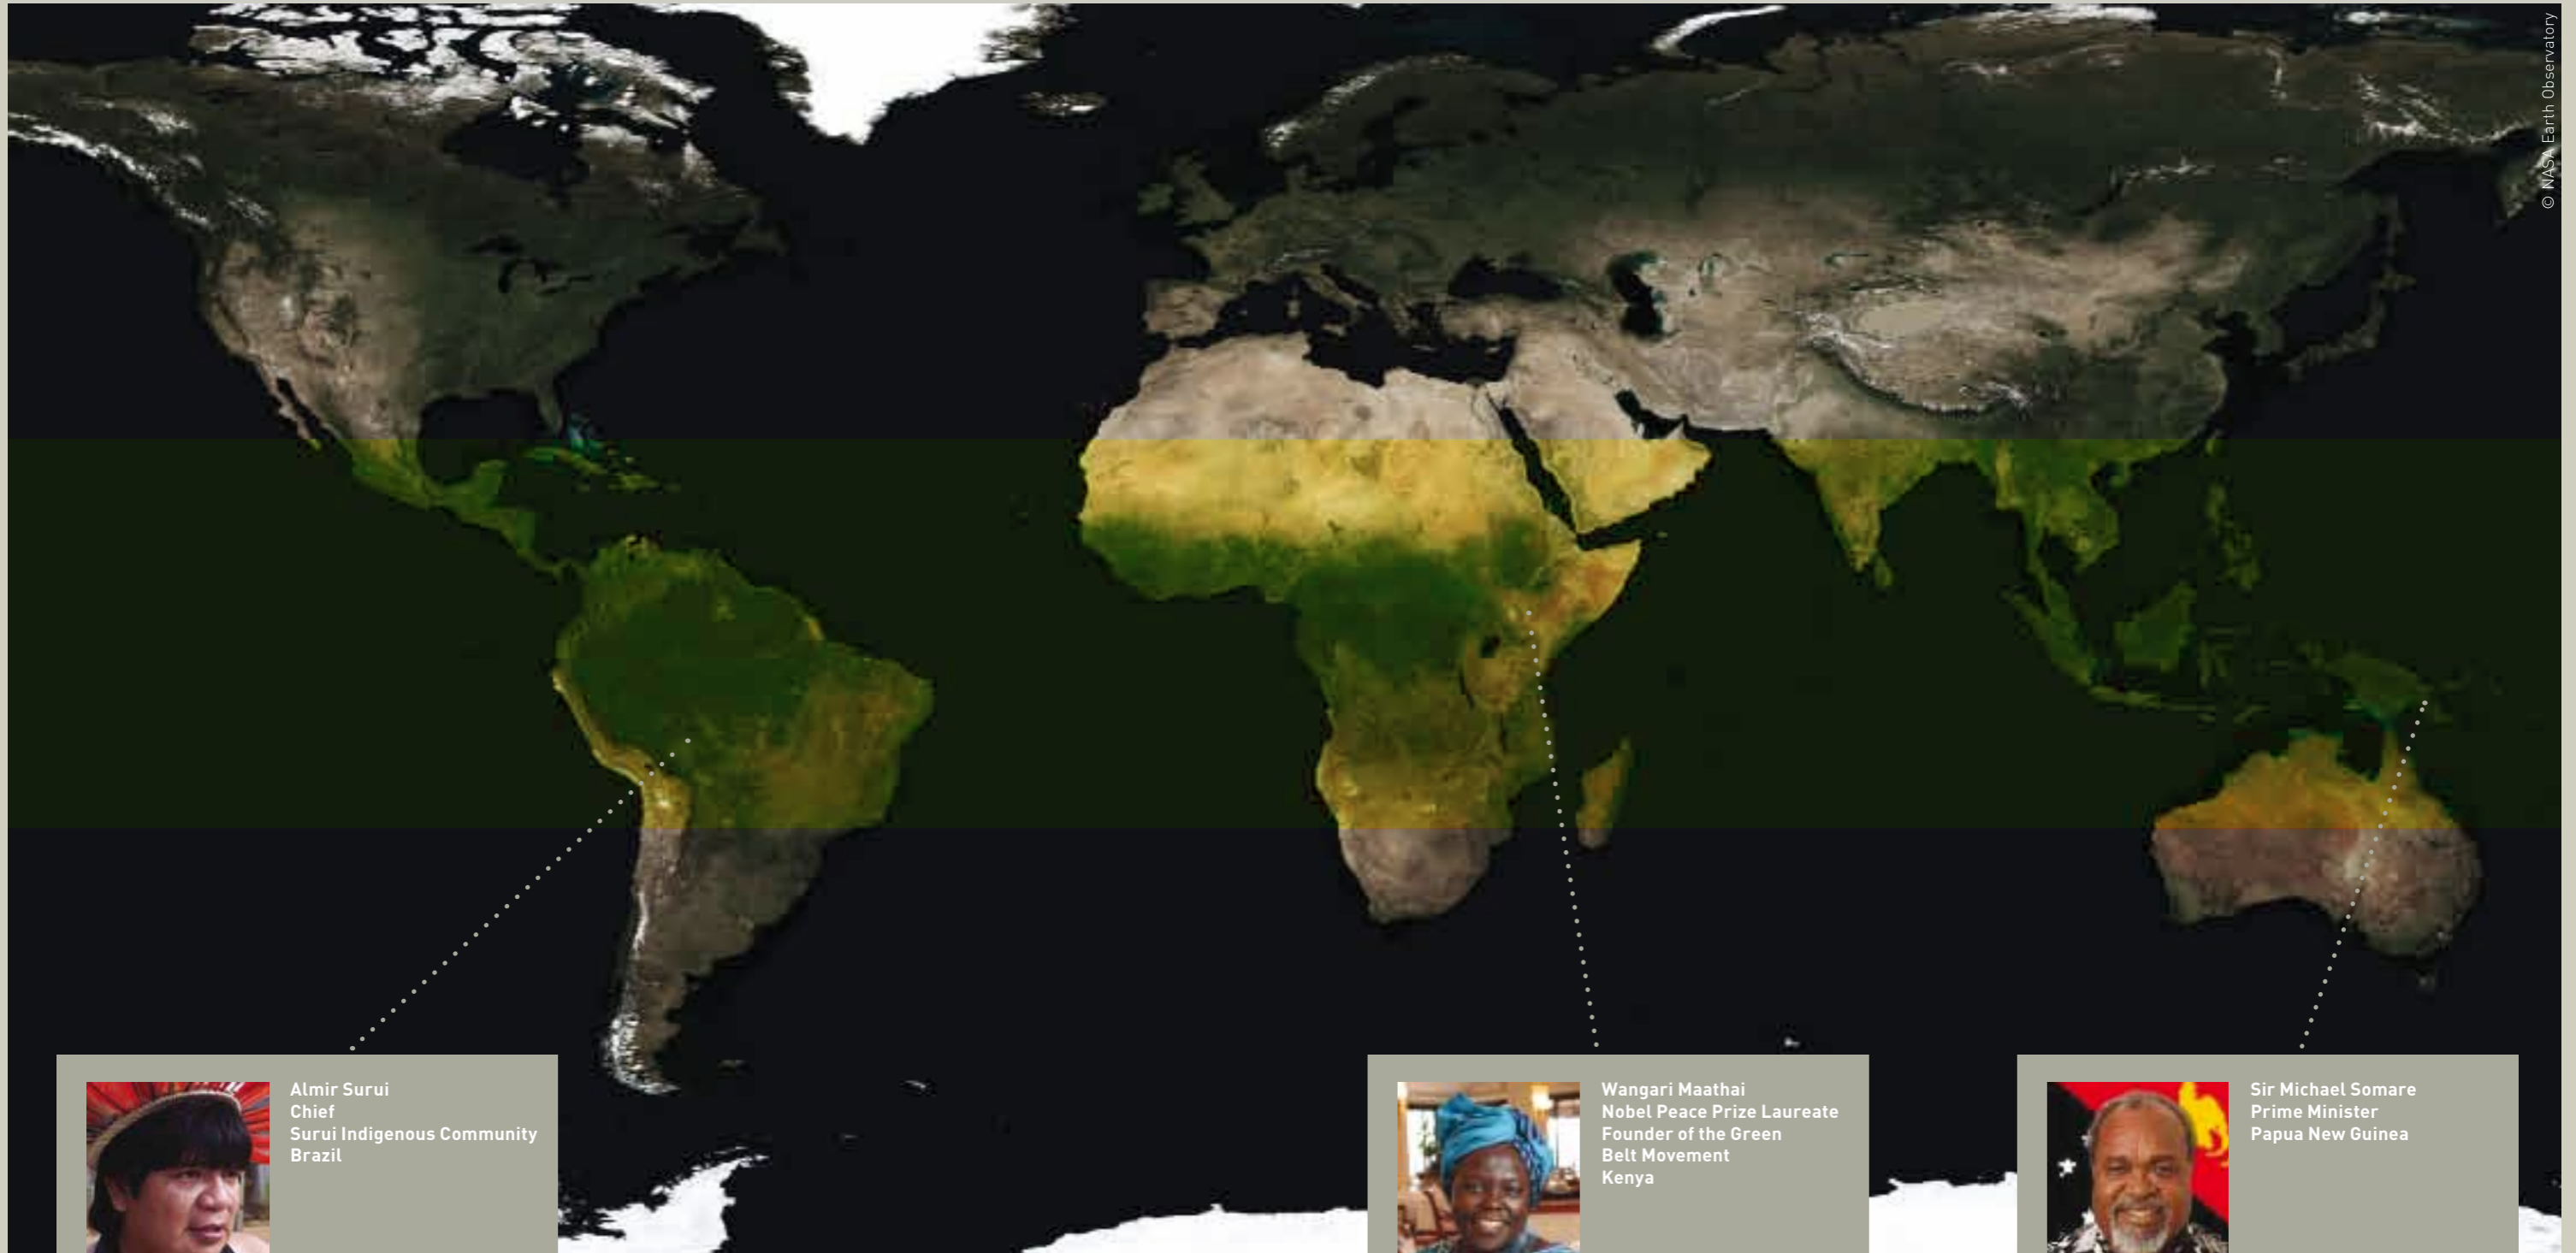 © NASA Earth Observatory
Almir Surui
Chief
Surui Indigenous Community
Brazil
Wangari Maathai
Nobel Peace Prize Laureate
Founder of the Green
Belt Movement
Kenya
Sir Michael Somare
Prime Minister
Papua New Guinea